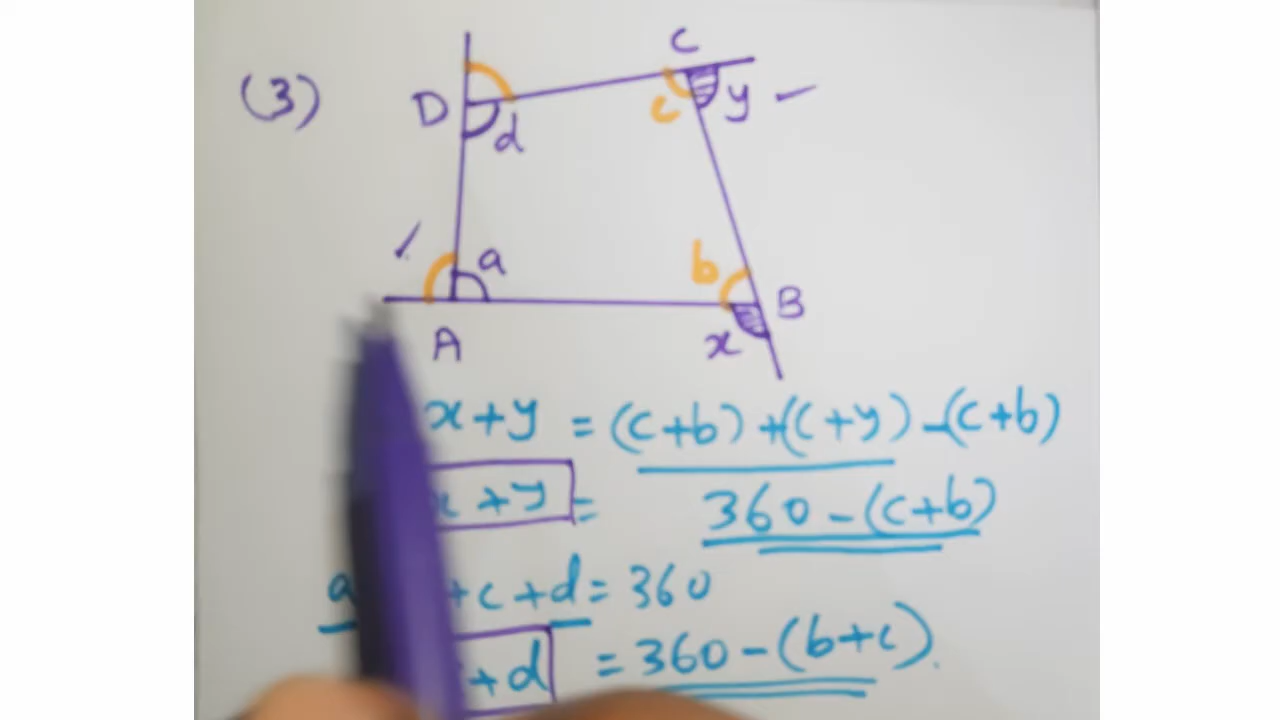 (3)
C
D
c
y
d
a
b
B
A
x
x+y = (c+b) + (c+y) - (c+b)
x + y = 360 - (c+b)
a + c + d = 360
+ d = 360 - (b+c).